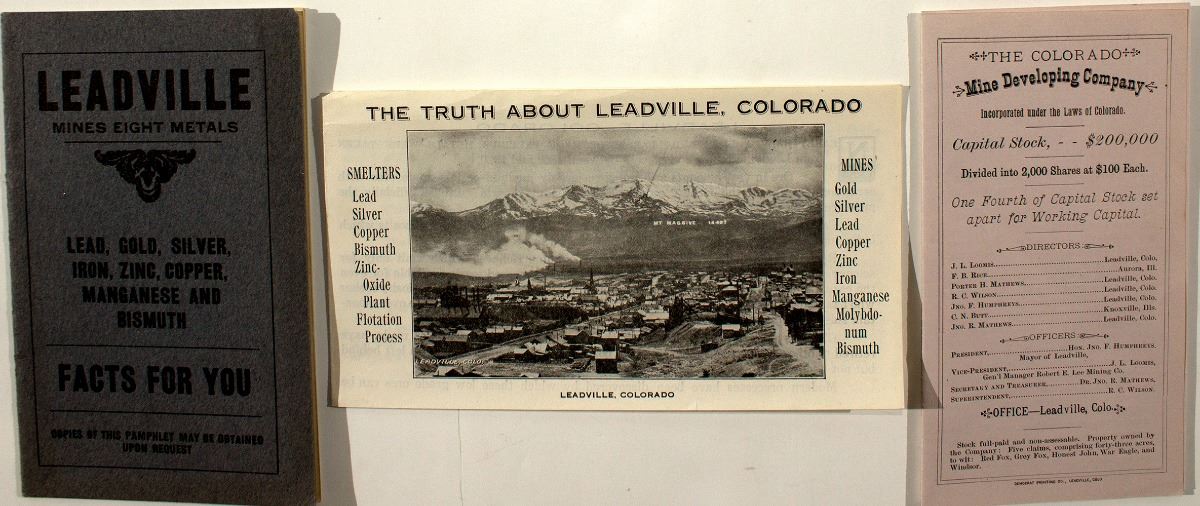 LEADVILLE
MINES EIGHT METALS
LEAD, GOLD, SILVER,
IRON, ZINC, COPPER,
MANGANESE AND
BISMUTH
FACTS FOR YOU
COPIES OF THIS PAMPHLET MAY BE OBTAINED
UPON REQUEST
THE TRUTH ABOUT LEADVILLE, COLORADO
SMELTERS
Lead
Silver
Copper
Bismuth
Zinc-
Oxide
Plant
Flotation
Process
MT MASSIVE
LEADVILLE, COLO.
MINES
Gold
Silver
Lead
Copper
Zinc
Iron
Manganese
Molybdo-
num
Bismuth
LEADVILLE, COLORADO
THE COLORADO
Mine Developing Company
Incorporated under the Laws of Colorado.
Capital Stock, - - $200,000
Divided into 2,000 Shares at $100 Each.
One Fourth of Capital Stock set
apart for Working Capital.
DIRECTORS
J. L. LOOMIS, Leadville, Colo,
F. B. RICE, Aurora, Ill.
PORTER H. MATHEWS, Leadville, Colo.
R. C. WILSON, Leadville, Colo.
JNO. F. HUMPHREYS, Leadville, Colo.
C. N. BUTT, Knoxville, Ills.
JNO. R. MATHEWS, Leadville, Colo.
OFFICERS
PRESIDENT, HON. JNO. F. HUMPHREYS,
Mayor of Leadville,
VICE-PRESIDENT, J. L. LOOMIS,
Gen'l Manager Robert E. Lee Mining Co.
SECRETARY AND TREASURER, DR. JNO. R. MATHEWS,
SUPERINTENDENT, R. C. WILSON.
OFFICE—Leadville, Colo.
Stock full-paid and non-assessable. Property owned by
the Company: Five claims, comprising forty-three acres,
to wit: Red Fox, Grey Fox, Honest John, War Eagle, and
Windsor.
DEMOCRAT PRINTING CO., LEADVILLE, COLO